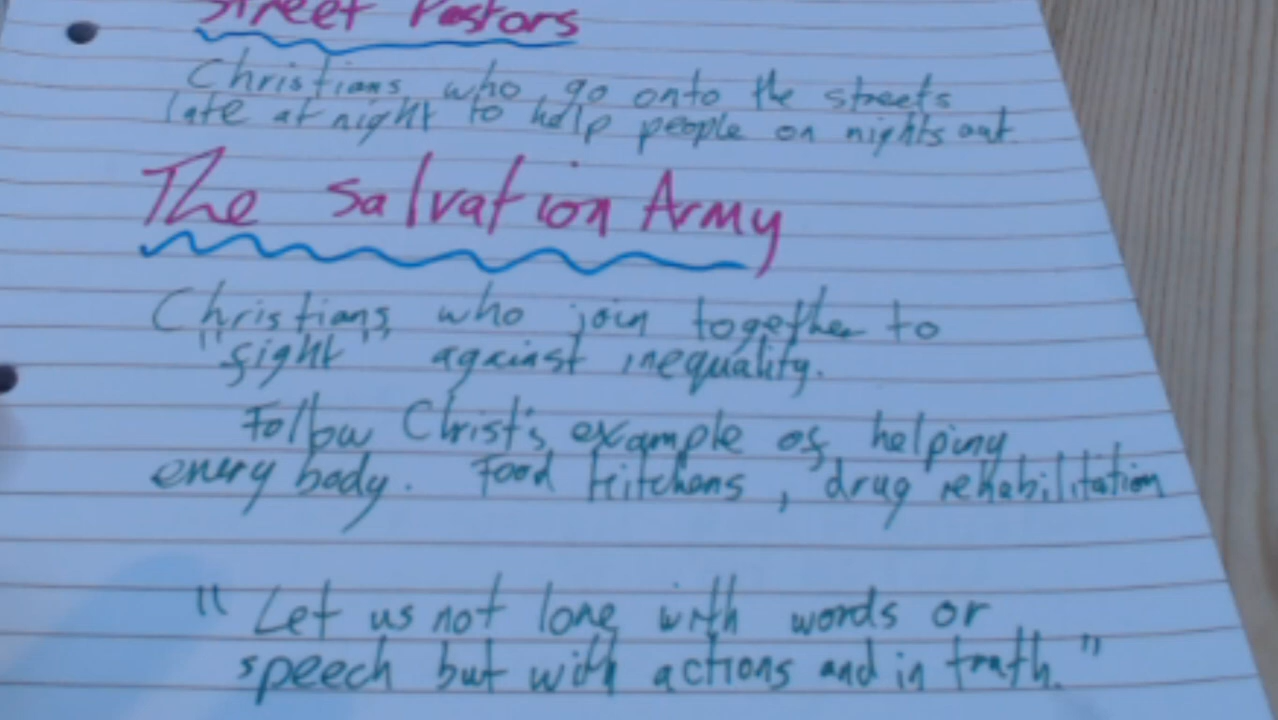 Street Pastors
Christians who go onto the streets
late at night to help people on nights out.
The Salvation Army
Christians who join together to
"fight" against inequality.
Follow Christ's example of helping
every body. Food kitchens, drug rehabilitation
"Let us not love with words or
speech but with actions and in truth."